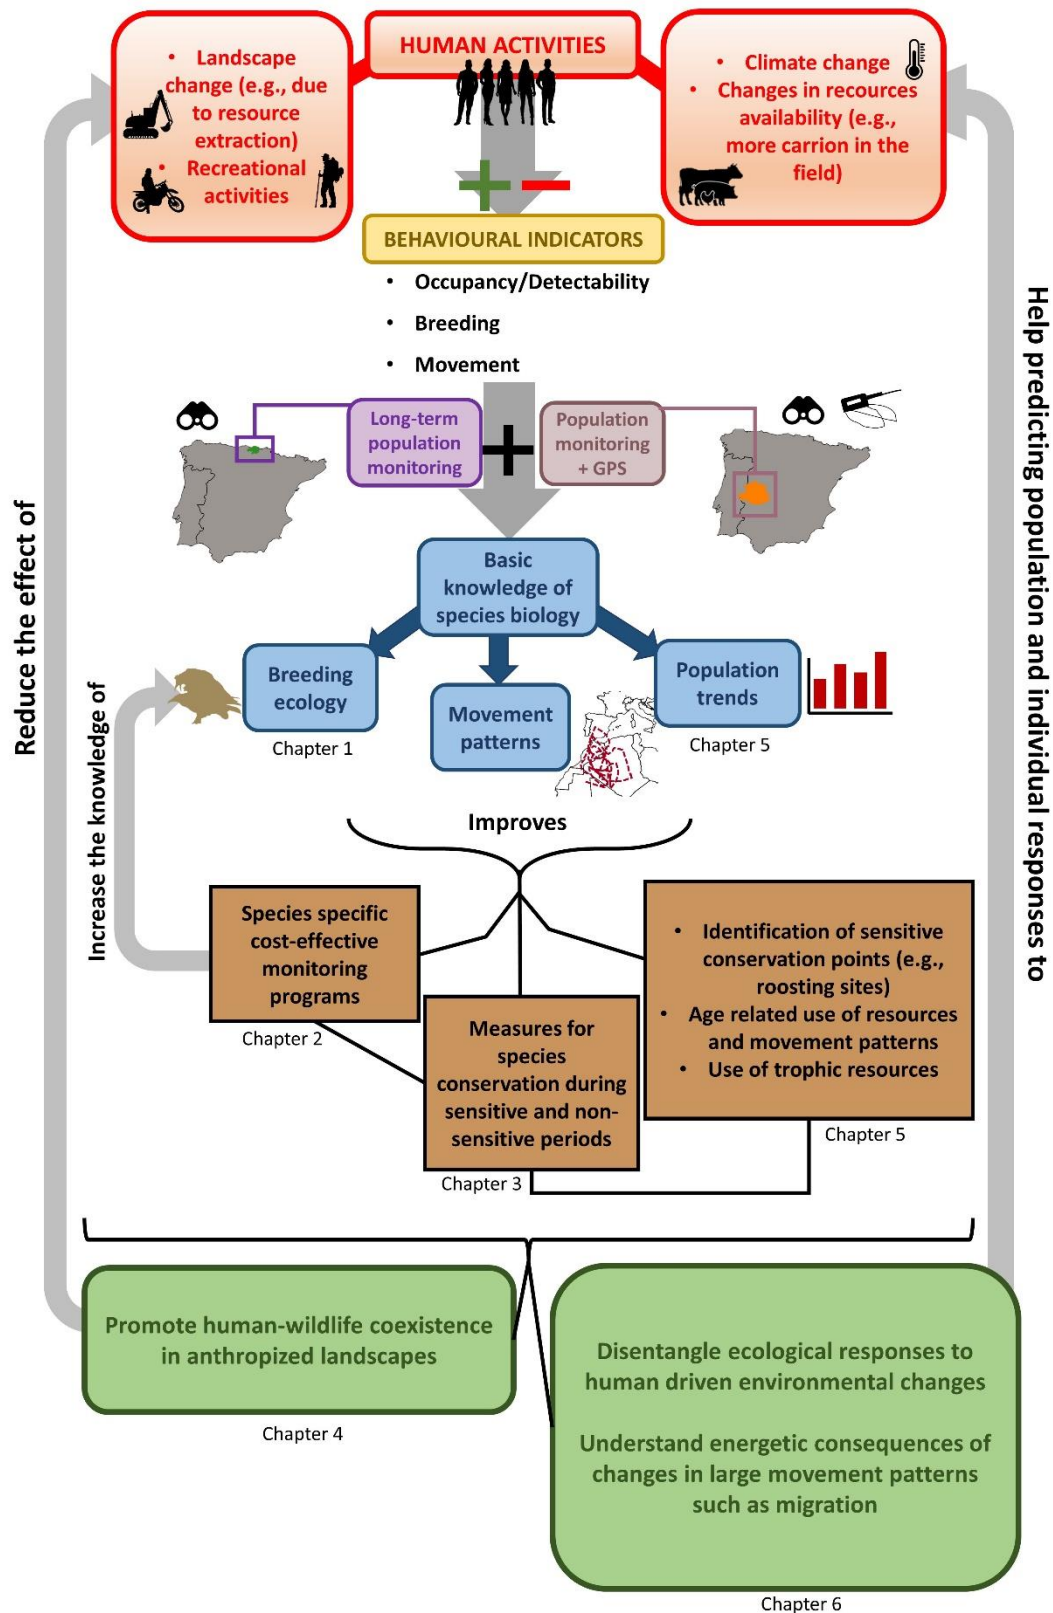 HUMAN ACTIVITIES
• Landscape
change (e.g., due
to resource
extraction)
• Recreational
activities
• Climate change
• Changes in recources
availability (e.g.,
more carrion in the
field)
BEHAVIOURAL INDICATORS
• Occupancy/Detectability
• Breeding
• Movement
Long-term
population
monitoring
Population
monitoring
+ GPS
Basic
knowledge of
species biology
Breeding
ecology
Chapter 1
Movement
patterns
Population
trends
Chapter 5
Improves
Species specific
cost-effective
monitoring
programs
Chapter 2
Measures for
species
conservation during
sensitive and non-
sensitive periods
Chapter 3
• Identification of sensitive
conservation points (e.g.,
roosting sites)
• Age related use of resources
and movement patterns
• Use of trophic resources
Chapter 5
Promote human-wildlife coexistence
in anthropized landscapes
Chapter 4
Disentangle ecological responses to
human driven environmental changes
Understand energetic consequences of
changes in large movement patterns
such as migration
Chapter 6
Reduce the effect of
Increase the knowledge of
Help predicting population and individual responses to